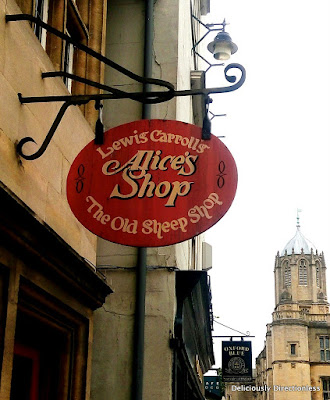 Lewis Carroll's
Alice's
Shop
The Old Sheep Shop
OXFORD
BLUE
Deliciously Directionless